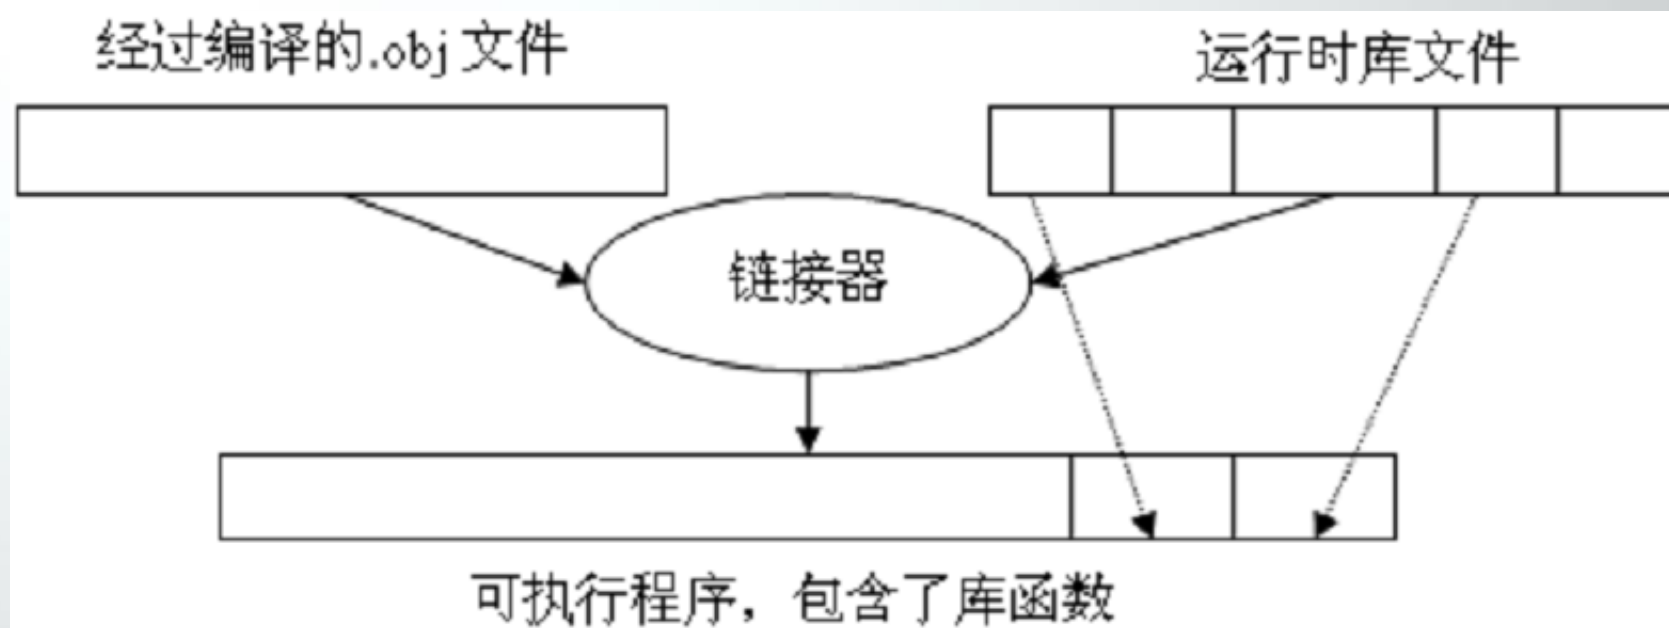 经过编译的.obj 文件
运行时库文件
链接器
可执行程序，包含了库函数